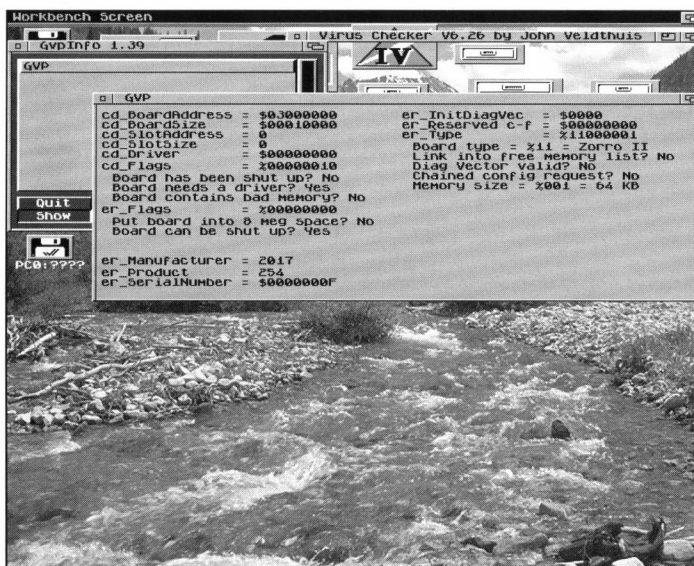 Workbench Screen
Virus Checker V6.26 by John Veldthuis
GvpInfo 1.39
IV
GVP
Quit
Show
PC0:????
GVP
cd_BoardAddress = $03000000
cd_BoardSize = $00010000
cd_SlotAddress = 0
cd_SlotSize = 0
cd_Driver = $00000000
cd_Flags = %00000010
Board has been shut up? No
Board needs a driver? Yes
Board contains bad memory? No
er_Flags = %00000000
Put board into 8 meg space? No
Board can be shut up? Yes
er_Manufacturer = 2017
er_Product = 254
er_SerialNumber = $0000000F
er_InitDiagVec = $0000
er_Reserved c-f = $00000000
er_Type = %11000001
Board type = %11 = Zorro II
Link into free memory list? No
Diag Vector valid? No
Chained config request? No
Memory size = %001 = 64 KB